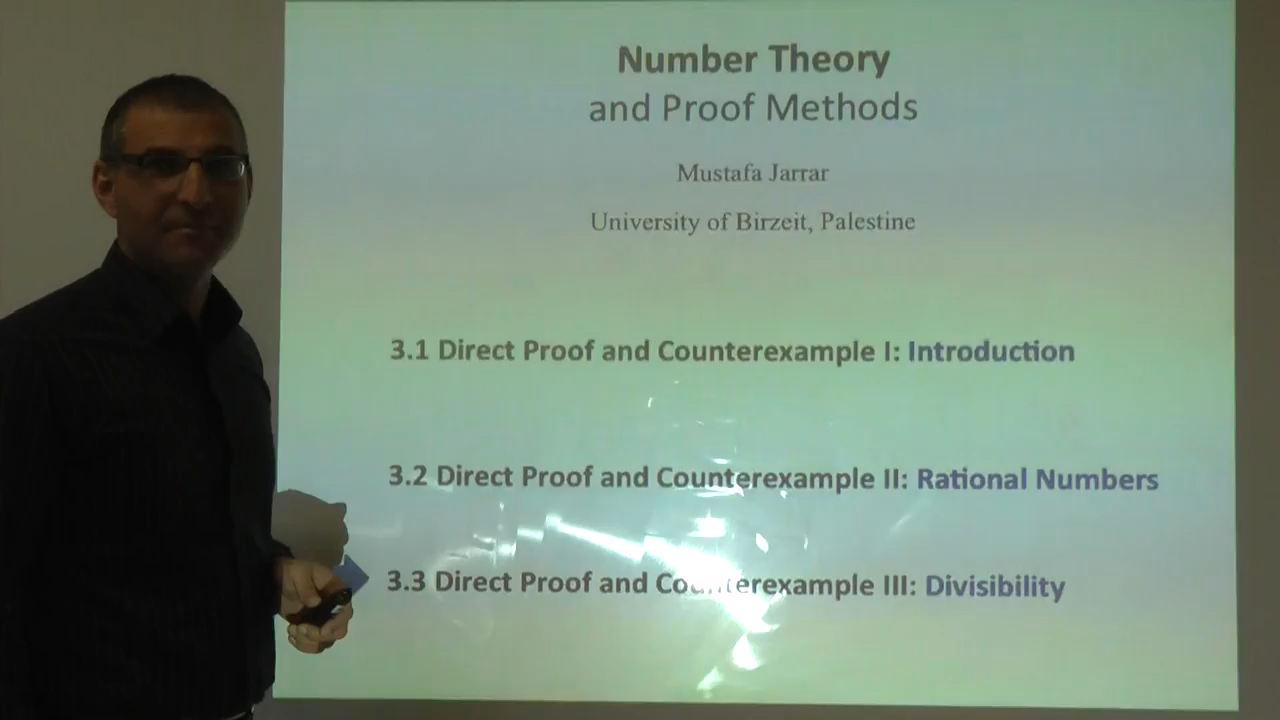 Number Theory
and Proof Methods
Mustafa Jarrar
University of Birzeit, Palestine
3.1 Direct Proof and Counterexample I: Introduction
3.2 Direct Proof and Counterexample II: Rational Numbers
3.3 Direct Proof and Counterexample III: Divisibility